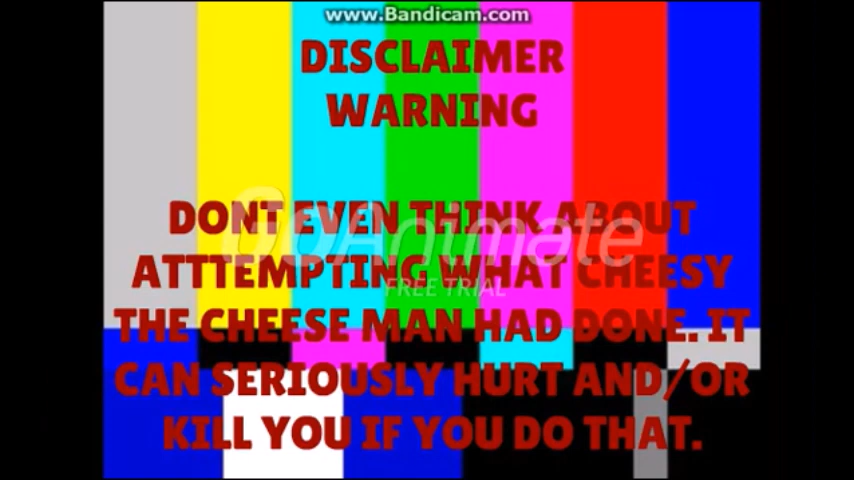 www.Bandicam.com
DISCLAIMER
WARNING
DONT EVEN THINK ABOUT
GoAnimate
ATTTEMPTING WHAT CHEESY
FREE TRIAL
THE CHEESE MAN HAD DONE. IT
CAN SERIOUSLY HURT AND/OR
KILL YOU IF YOU DO THAT.